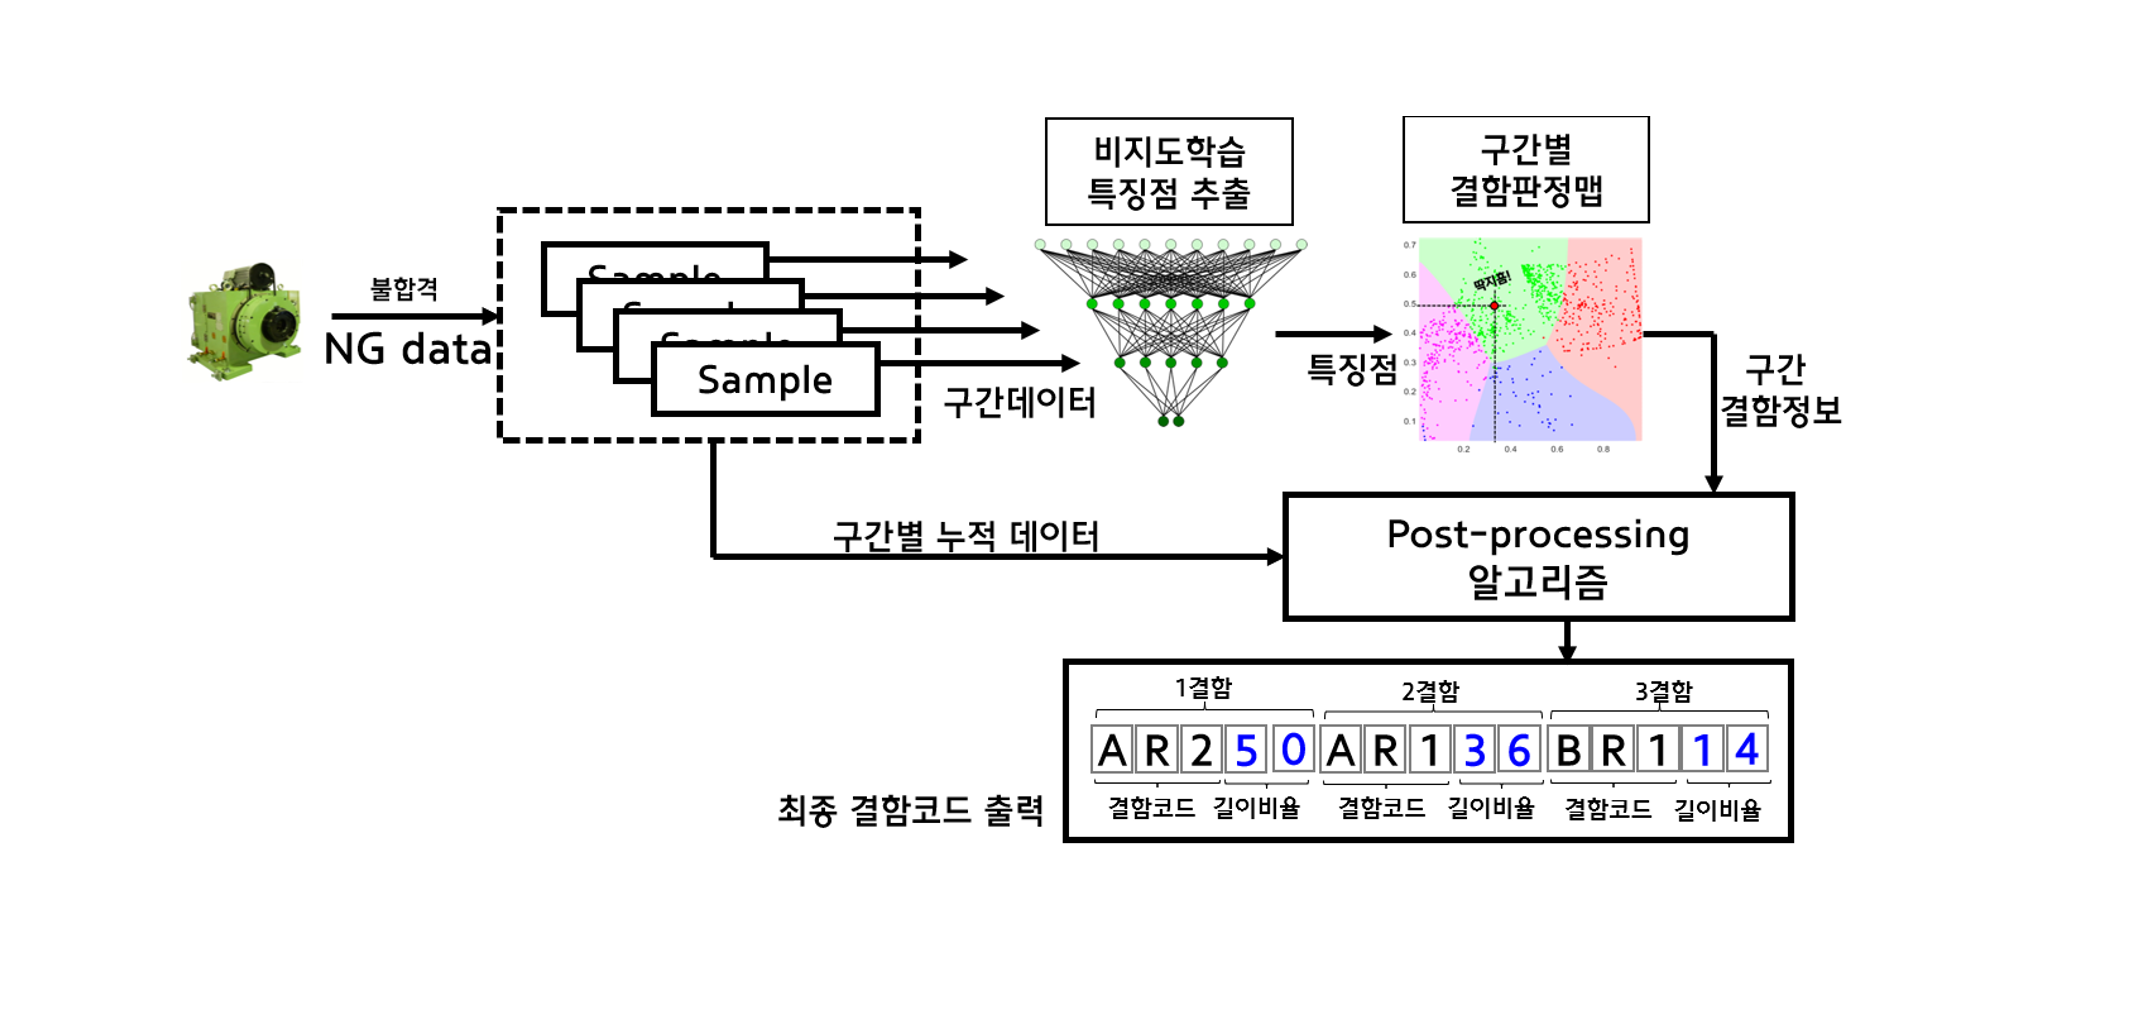 비지도학습
특징점 추출
구간별
결함판정맵
불합격
NG data
Sample
Sample
Sample
Sample
구간데이터
특징점
0.7
0.6
0.5
0.4
0.3
0.2
0.1
0.2 0.4 0.6 0.8
딱지흠!
구간
결함정보
구간별 누적 데이터
Post-processing
알고리즘
최종 결함코드 출력
1결함 2결함 3결함
A R 2 5 0 A R 1 3 6 B R 1 1 4
결함코드 길이비율 결함코드 길이비율 결함코드 길이비율